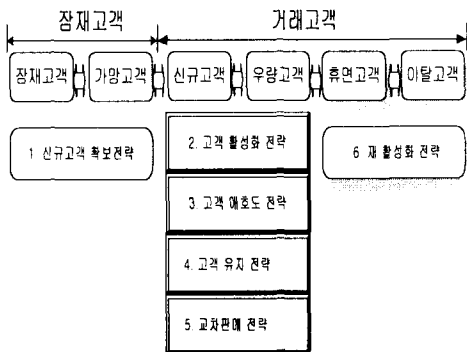 잠재고객 거래고객
잠재고객 가망고객 신규고객 우량고객 휴면고객 이탈고객
1 신규고객 확보전략
2. 고객 활성화 전략
6 재 활성화 전략
3. 고객 애호도 전략
4. 고객 유지 전략
5. 교차판매 전략